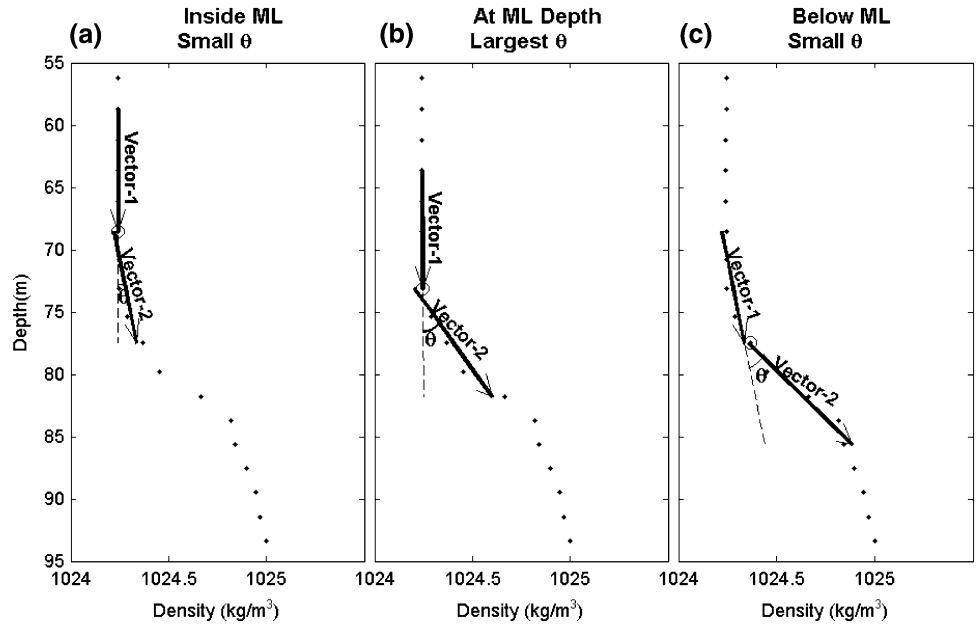 (a)
Inside ML
Small θ
(b)
At ML Depth
Largest θ
(c)
Below ML
Small θ
Depth(m)
55
60
65
70
75
80
85
90
95
Vector-1
Vector-2
θ
Vector-1
Vector-2
θ
Vector-1
Vector-2
θ
1024
1024.5
1025
1024
1024.5
1025
1024
1024.5
1025
Density (kg/m³)
Density (kg/m³)
Density (kg/m³)